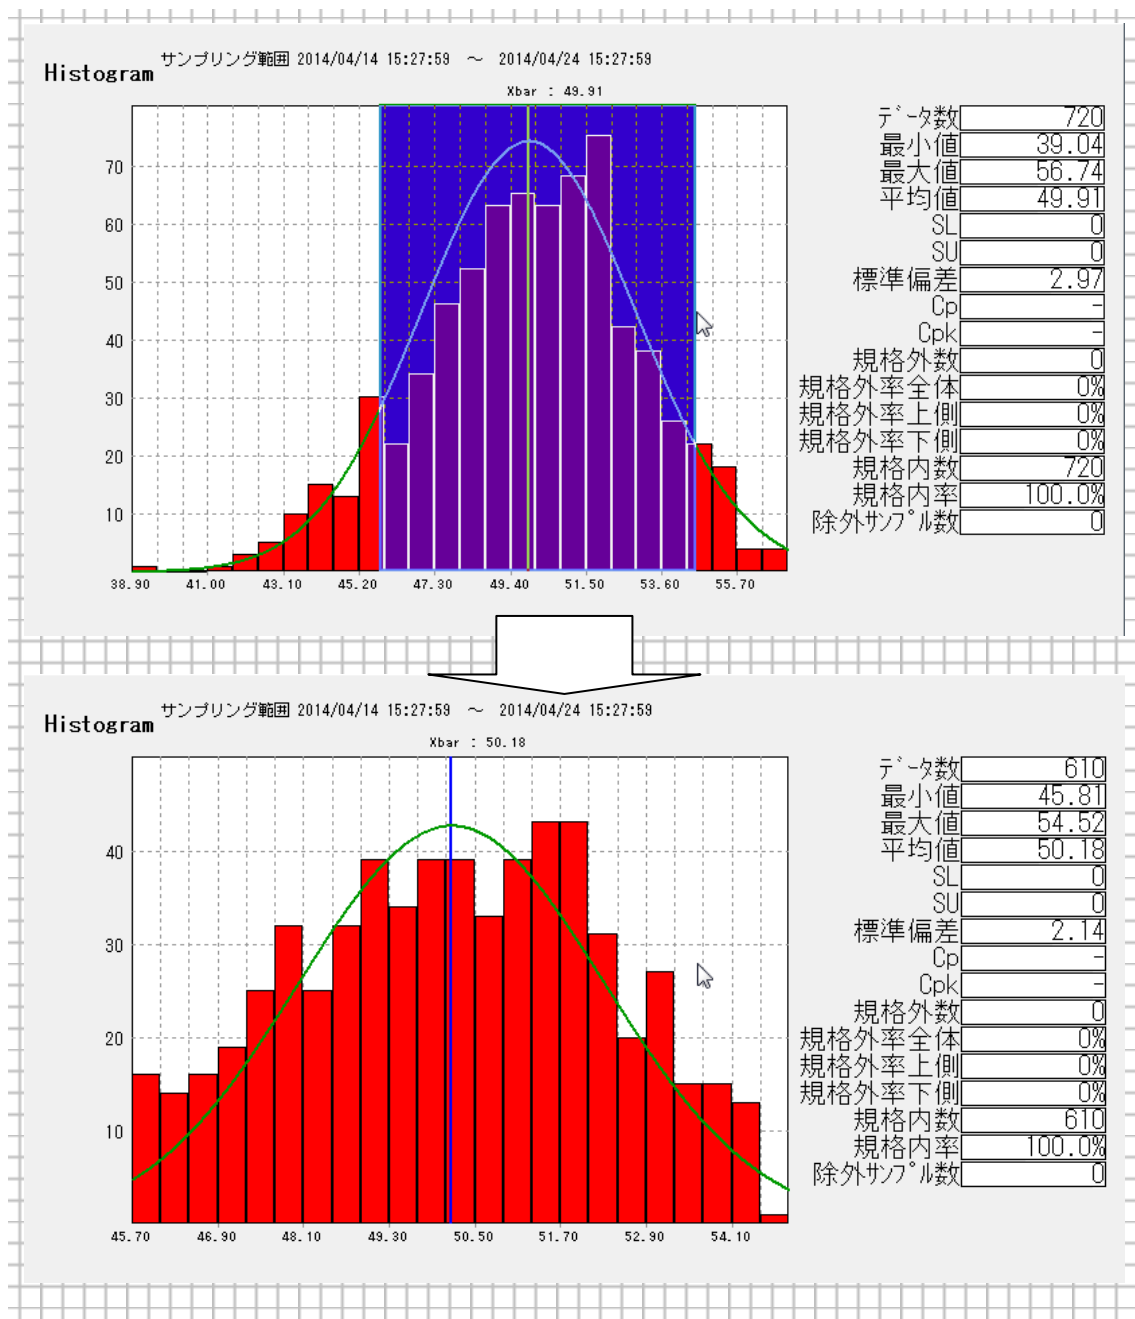 サンプリング範囲 2014/04/14 15:27:59 ～ 2014/04/24 15:27:59
Histogram
Xbar : 49.91
70
60
50
40
30
20
10
38.90 41.00 43.10 45.20 47.30 49.40 51.50 53.60 55.70
ﾃﾞｰﾀ数 720
最小値 39.04
最大値 56.74
平均値 49.91
SL 0
SU 0
標準偏差 2.97
Cp -
Cpk -
規格外数 0
規格外率全体 0%
規格外率上側 0%
規格外率下側 0%
規格内数 720
規格内率 100.0%
除外ｻﾝﾌﾟﾙ数 0
サンプリング範囲 2014/04/14 15:27:59 ～ 2014/04/24 15:27:59
Histogram
Xbar : 50.18
40
30
20
10
45.70 46.90 48.10 49.30 50.50 51.70 52.90 54.10
ﾃﾞｰﾀ数 610
最小値 45.81
最大値 54.52
平均値 50.18
SL 0
SU 0
標準偏差 2.14
Cp -
Cpk -
規格外数 0
規格外率全体 0%
規格外率上側 0%
規格外率下側 0%
規格内数 610
規格内率 100.0%
除外ｻﾝﾌﾟﾙ数 0